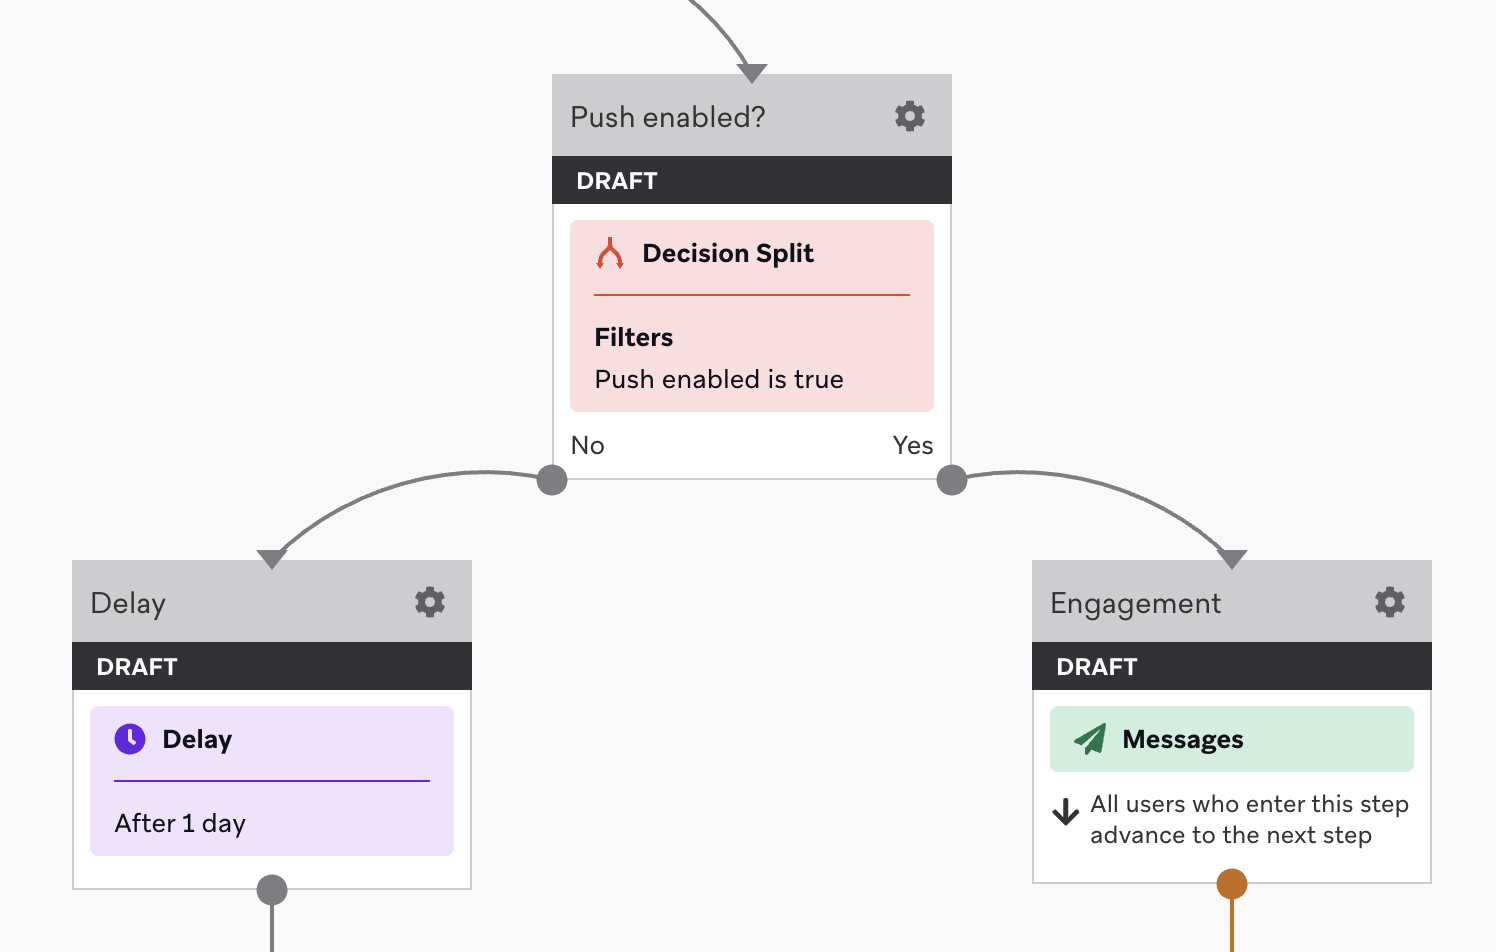 Push enabled?
DRAFT
Decision Split
Filters
Push enabled is true
No
Yes
Delay
DRAFT
Delay
After 1 day
Engagement
DRAFT
Messages
All users who enter this step
advance to the next step